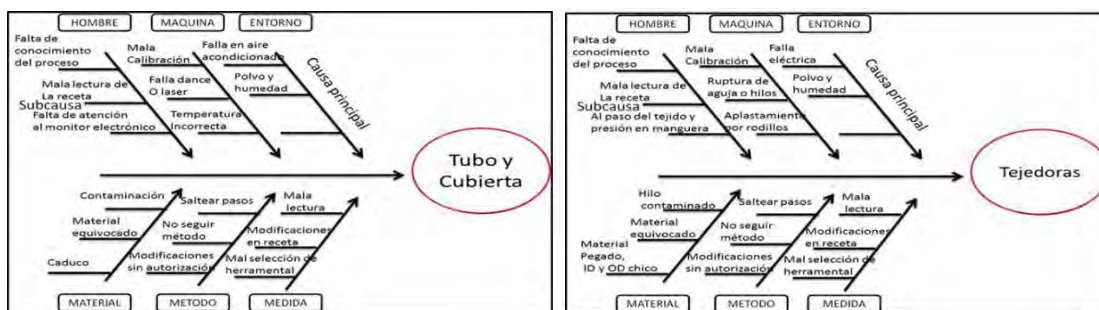 HOMBRE
MAQUINA
ENTORNO
Falta de
conocimiento
del proceso
Mala lectura de
La receta
Subcausa
Falta de atención
al monitor electrónico
Mala
Calibración
Falla dance
O laser
Temperatura
Incorrecta
Falla en aire
acondicionado
Polvo y
humedad
Causa principal
Tubo y
Cubierta
Contaminación
Material
equivocado
Caduco
Saltear pasos
No seguir
método
Modificaciones
sin autorización
Mala
lectura
Modificaciones
en receta
Mal selección de
herramental
MATERIAL
METODO
MEDIDA
HOMBRE
MAQUINA
ENTORNO
Falta de
conocimiento
del proceso
Mala lectura de
La receta
Subcausa
Al paso del tejido y
presión en manguera
Mala
Calibración
Ruptura de
aguja o hilos
Aplastamiento
por rodillos
Falla
eléctrica
Polvo y
humedad
Causa principal
Tejedoras
Hilo
contaminado
Material
equivocado
Material
Pegado,
ID y OD chico
Saltear pasos
No seguir
método
Modificaciones
sin autorización
Mala
lectura
Modificaciones
en receta
Mal selección de
herramental
MATERIAL
METODO
MEDIDA